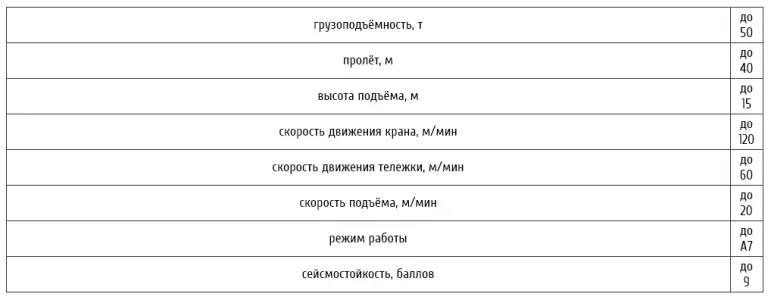 грузоподъёмность, т
до
50
пролёт, м
до
40
высота подъёма, м
до
15
скорость движения крана, м/мин
до
120
скорость движения тележки, м/мин
до
60
скорость подъёма, м/мин
до
20
режим работы
до
А7
сейсмостойкость, баллов
до
9